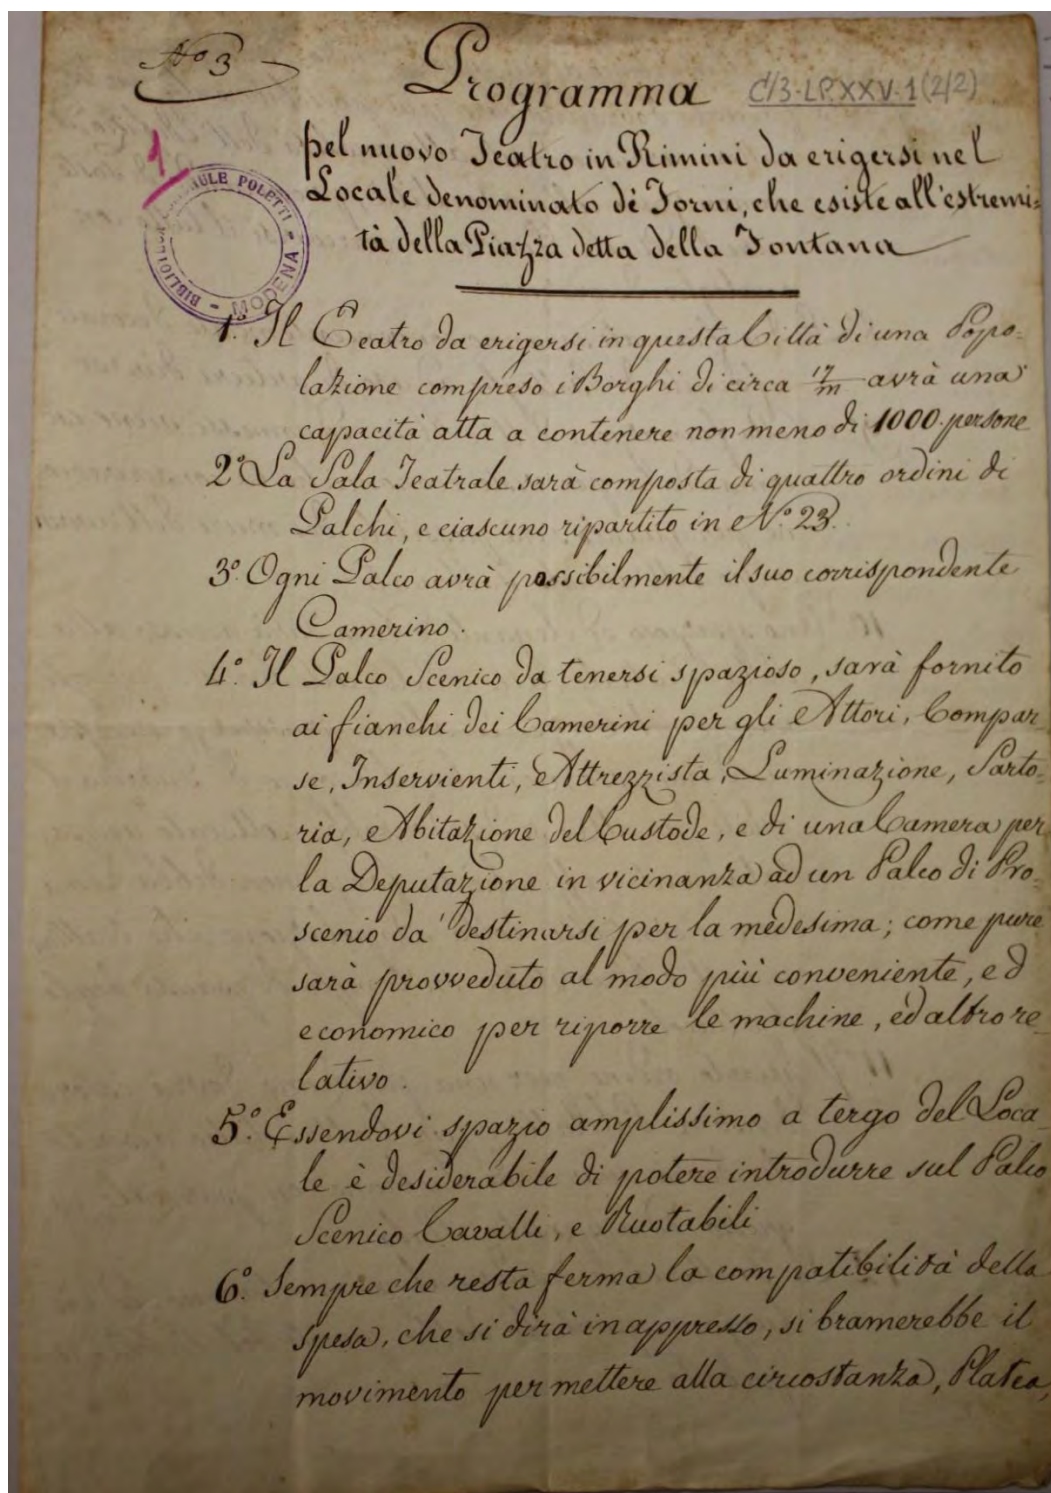 No 3
Programma
C/3-LPXXV-1(2/2)
pel nuovo Teatro in Rimini da erigersi nel
Locale denominato dè Forni, che esiste all'estremi=
tà della Piazza detta della Fontana
1
BIBLIOTECA POLETTI - MODENA -
1.° Il Teatro da erigersi in questa Città di una Popo=
lazione compreso i Borghi di circa 17/m avrà una
capacità atta a contenere non meno di 1000. persone
2.° La Sala Teatrale sarà composta di quattro ordini di
Palchi, e ciascuno ripartito in N.° 23.
3.° Ogni Palco avrà possibilmente il suo corrispondente
Camerino.
4.° Il Palco Scenico da tenersi spazioso, sarà fornito
ai fianchi dei Camerini per gli Attori, Compar=
se, Inservienti, Attrezzista, Luminazione, Sarto=
ria, Abitazione del Custode, e di una Camera per
la Deputazione in vicinanza ad un Palco di Pro=
scenio da' destinarsi per la medesima; come pure
sarà provveduto al modo più conveniente, ed
economico per riporre le machine, ed altro re=
lativo.
5.° Essendovi spazio amplissimo a tergo del Loca=
le è desiderabile di potere introdurre sul Palco
Scenico Cavalli, e Ruotabili
6.° Sempre che resta ferma la compatibilità della
spesa, che si dirà in appresso, si bramerebbe il
movimento per mettere alla circostanza, Platea,